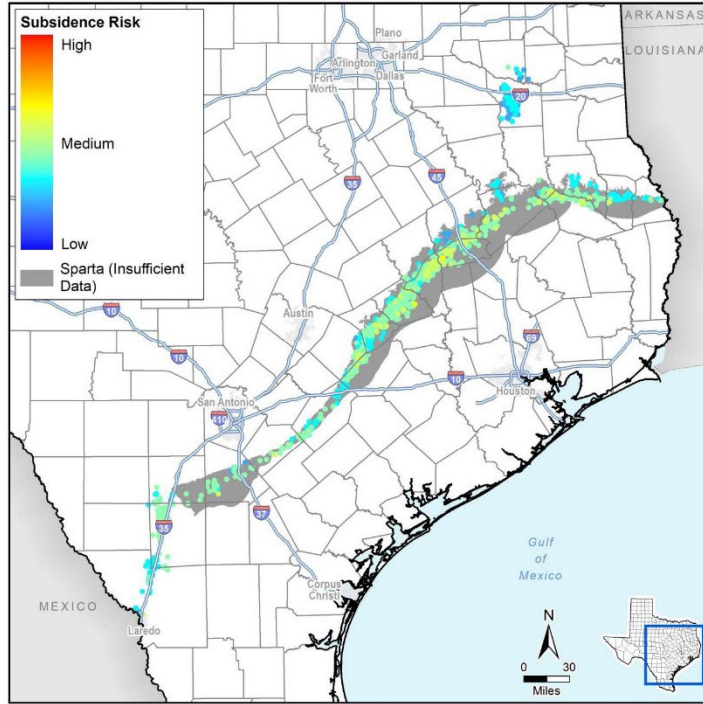 Subsidence Risk
High
Medium
Low
Sparta (Insufficient
Data)
ARKANSAS
LOUISIANA
Plano
Garland
Arlington
Fort
Worth
Dallas
20
35
45
Austin
10
10
69
10
Houston
San Antonio
410
37
35
Gulf
of
Mexico
Corpus
Christi
MEXICO
Laredo
N
0
30
Miles